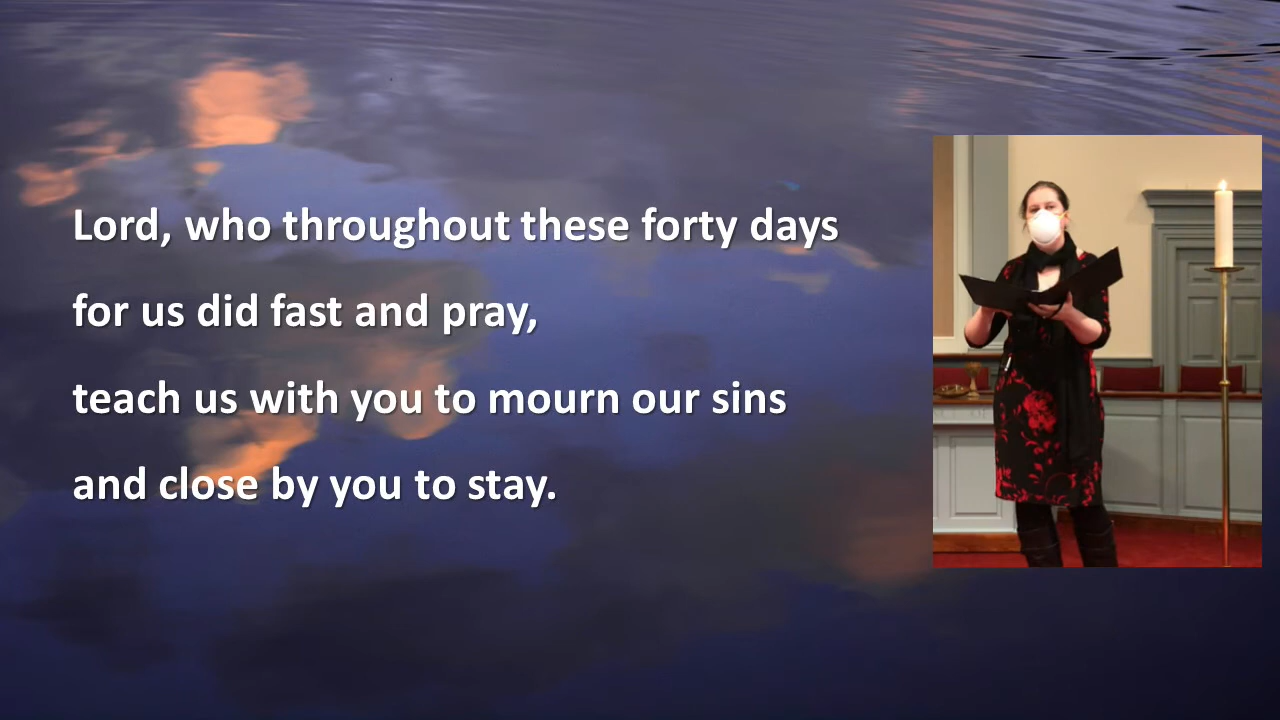 Lord, who throughout these forty days
for us did fast and pray,
teach us with you to mourn our sins
and close by you to stay.